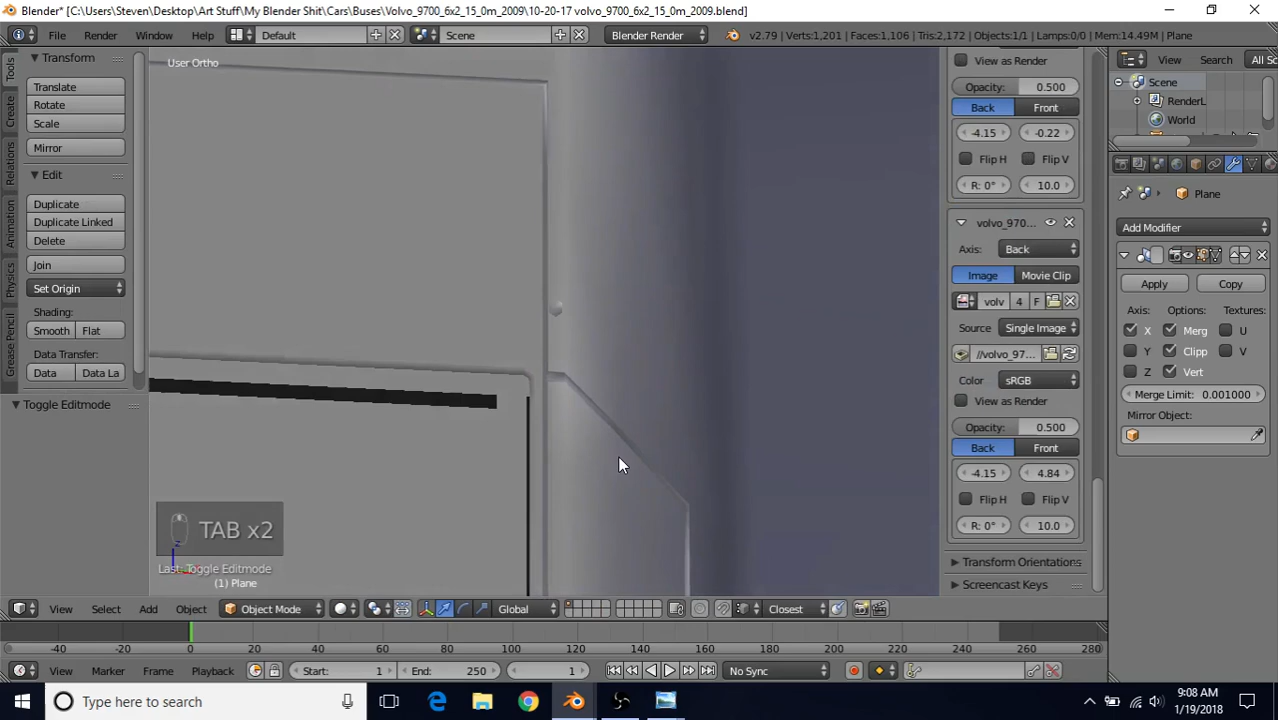 Blender* [C:\Users\Steven\Desktop\Art Stuff\My Blender Shit\Cars\Buses\Volvo_9700_6x2_15_0m_2009\10-20-17 volvo_9700_6x2_15_0m_2009.blend]
File Render Window Help Default Scene Blender Render v2.79 | Verts:1,201 | Faces:1,106 | Tris:2,172 | Objects:1/1 | Lamps:0/0 | Mem:14.49M | Plane
Tools
Create
Relations
Animation
Physics
Grease Pencil
Transform
Translate
Rotate
Scale
Mirror
Edit
Duplicate
Duplicate Linked
Delete
Join
Set Origin
Shading:
Smooth Flat
Data Transfer:
Data Data La
Toggle Editmode
User Ortho
TAB x2
Last: Toggle Editmode
(1) Plane
View as Render
Opacity: 0.500
Back Front
-4.15 -0.22
Flip H Flip V
R: 0° 10.0
volvo_970...
Axis: Back
Image Movie Clip
volv 4 F
Source Single Image
//volvo_97...
Color sRGB
View as Render
Opacity: 0.500
Back Front
-4.15 4.84
Flip H Flip V
R: 0° 10.0
Transform Orientations
Screencast Keys
View Search All Sc
Scene
RenderL
World
Plane
Add Modifier
Apply Copy
Axis: Options: Textures:
X Merg U
Y Clipp V
Z Vert
Merge Limit: 0.001000
Mirror Object:
View Select Add Object Object Mode Global Closest
-40 -20 0 20 40 60 80 100 120 140 160 180 200 220 240 260 280
View Marker Frame Playback Start: 1 End: 250 1 No Sync
Type here to search
9:08 AM
1/19/2018